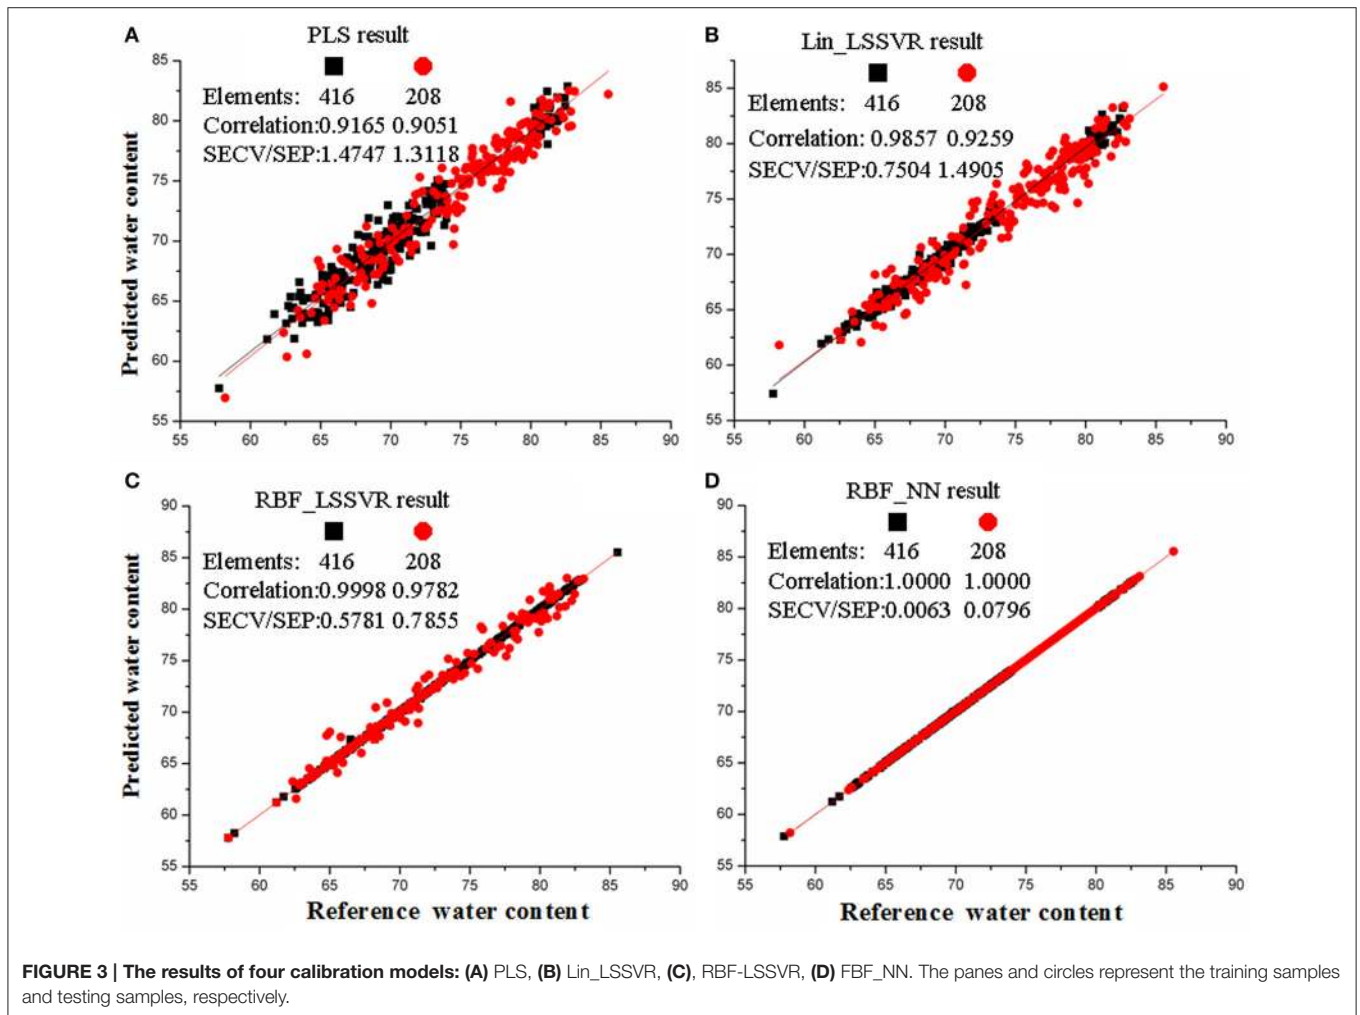 A
PLS result
Elements: 416 208
Correlation:0.9165 0.9051
SECV/SEP:1.4747 1.3118
Predicted water content
85
80
75
70
65
60
55
55 60 65 70 75 80 85 90
B
Lin_LSSVR result
Elements: 416 208
Correlation: 0.9857 0.9259
SECV/SEP:0.7504 1.4905
85
80
75
70
65
60
55
55 60 65 70 75 80 85 90
C
RBF_LSSVR result
Elements: 416 208
Correlation:0.9998 0.9782
SECV/SEP:0.5781 0.7855
Predicted water content
90
85
80
75
70
65
60
55
55 60 65 70 75 80 85 90
Reference water content
D
RBF_NN result
Elements: 416 208
Correlation:1.0000 1.0000
SECV/SEP:0.0063 0.0796
90
85
80
75
70
65
60
55
55 60 65 70 75 80 85 90
Reference water content
FIGURE 3 | The results of four calibration models: (A) PLS, (B) Lin_LSSVR, (C), RBF-LSSVR, (D) FBF_NN. The panes and circles represent the training samples
and testing samples, respectively.